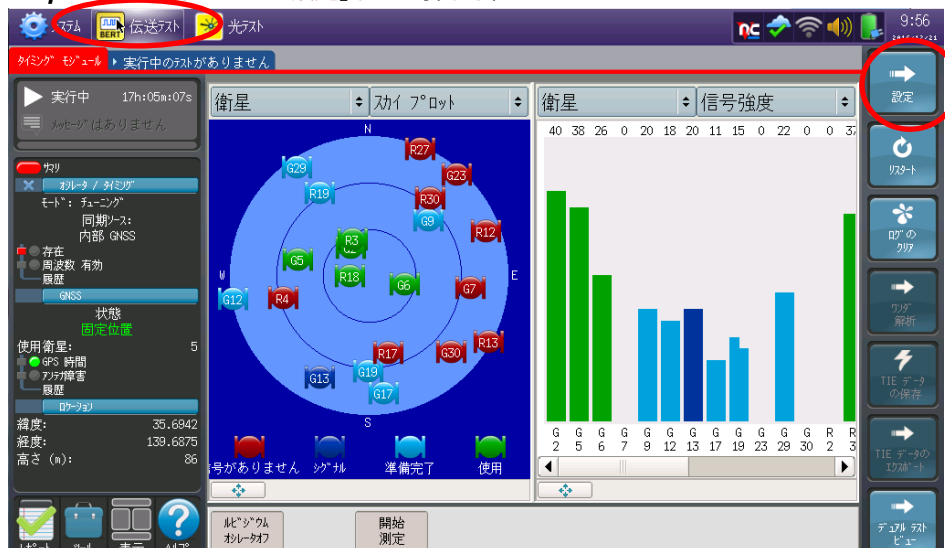 システム
BERT
伝送テスト
光テスト
nc
9:56
タイミング モジュール
実行中のテストがありません
実行中 17h:05m:07s
メッセージはありません
サマリ
オシレータ / タイミング
モード: チューニング
同期ソース:
内部 GNSS
存在
周波数 有効
履歴
GNSS
状態
固定位置
使用衛星: 5
GPS 時間
アンテナ障害
履歴
ロケーション
緯度: 35.6942
経度: 139.6875
高さ (m): 86
レポート
ツール
表示
ヘルプ
衛星
スカイ プロット
N
R27
G29
G23
R19
R30
G9
R3
R12
G5
R18
W
E
G6
G7
G12
R4
R13
R17
G30
G19
G13
G17
S
信号がありません
シグナル
準備完了
使用
衛星
信号強度
40 38 26 0 20 18 20 11 15 0 22 0 0 37
G G G G G G G G G G G G R R
2 5 6 7 9 12 13 17 19 23 29 30 2 3
ルビジウム
オシレータオフ
開始
測定
設定
リスタート
ログの
クリア
ワンダ
解析
TIE データ
の保存
TIE データの
エクスポート
デュアル テスト
ビュー